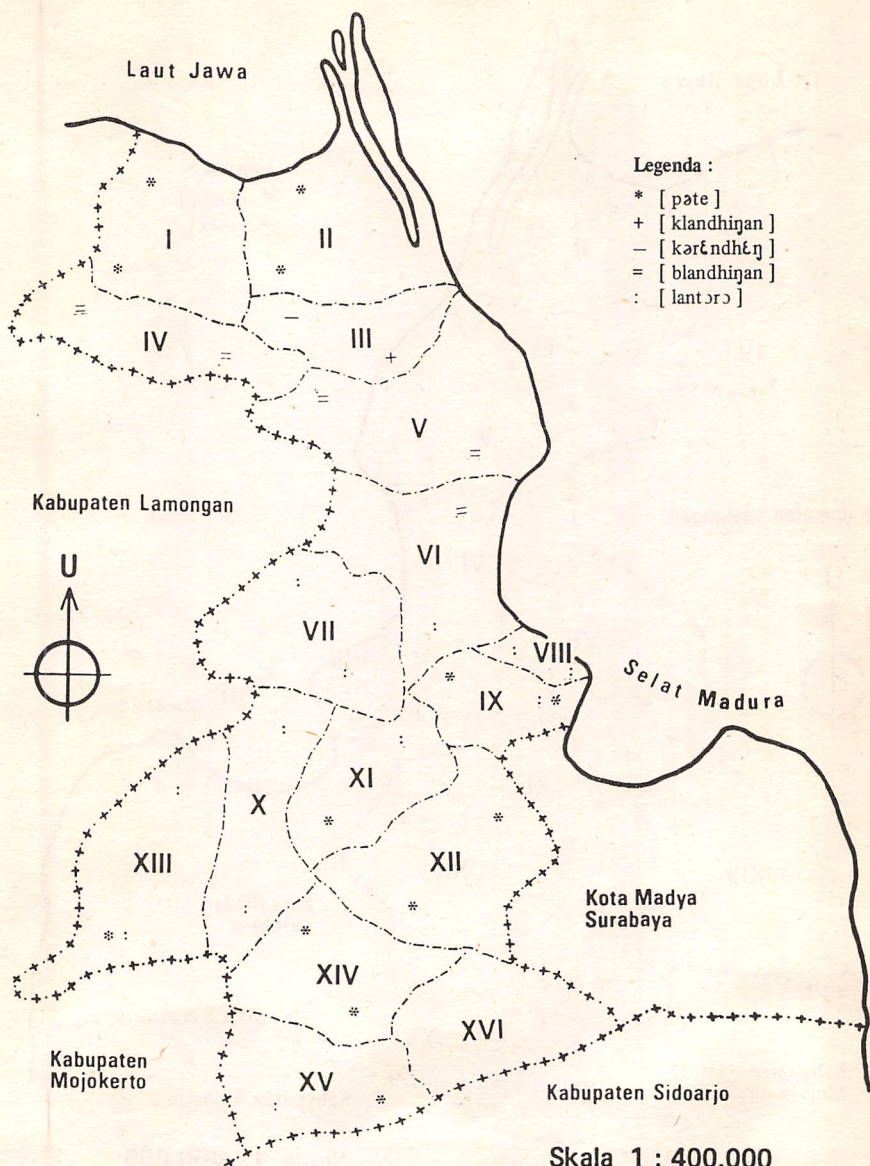 Laut Jawa
Legenda :
* [ pəte ]
+ [ klandhiŋan ]
– [ kərɛndhɛŋ ]
= [ blandhiŋan ]
: [ lantɔrɔ ]
I
II
III
IV
V
Kabupaten Lamongan
VI
U
VII
VIII
Selat Madura
IX
X
XI
XII
XIII
Kota Madya
Surabaya
XIV
XVI
Kabupaten
Mojokerto
XV
Kabupaten Sidoarjo
Skala 1 : 400.000